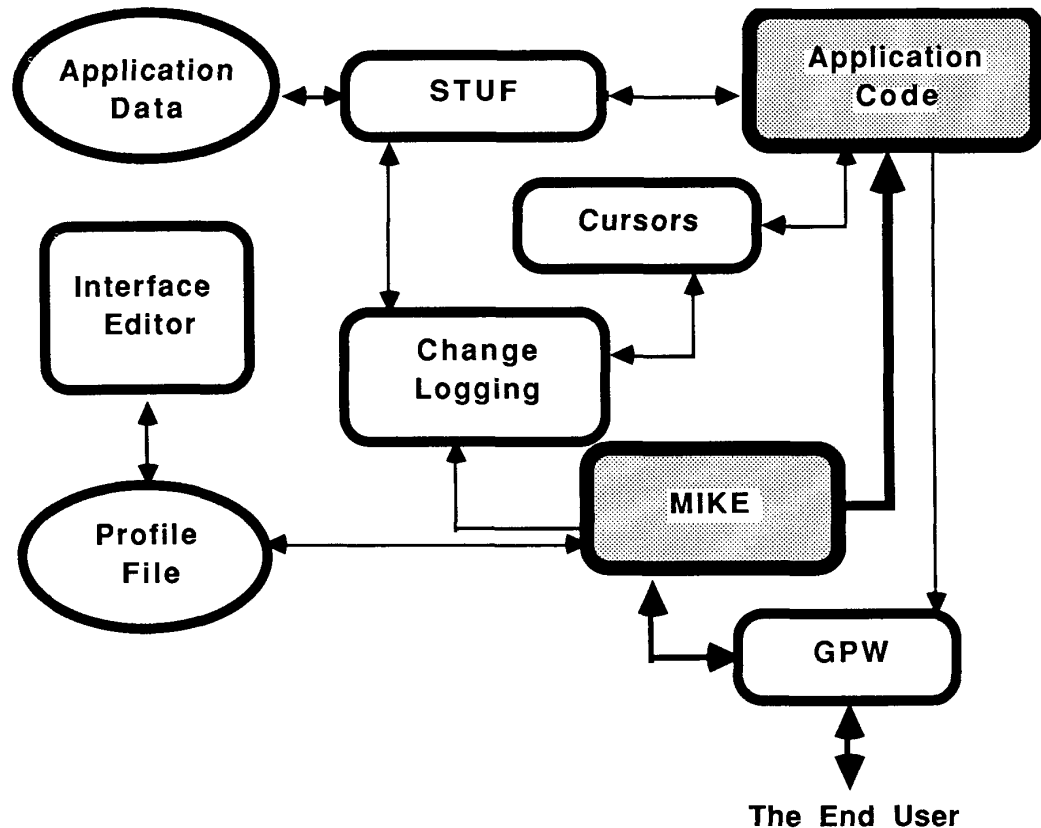 Application
Data
STUF
Application
Code
Cursors
Interface
Editor
Change
Logging
MIKE
Profile
File
GPW
The End User